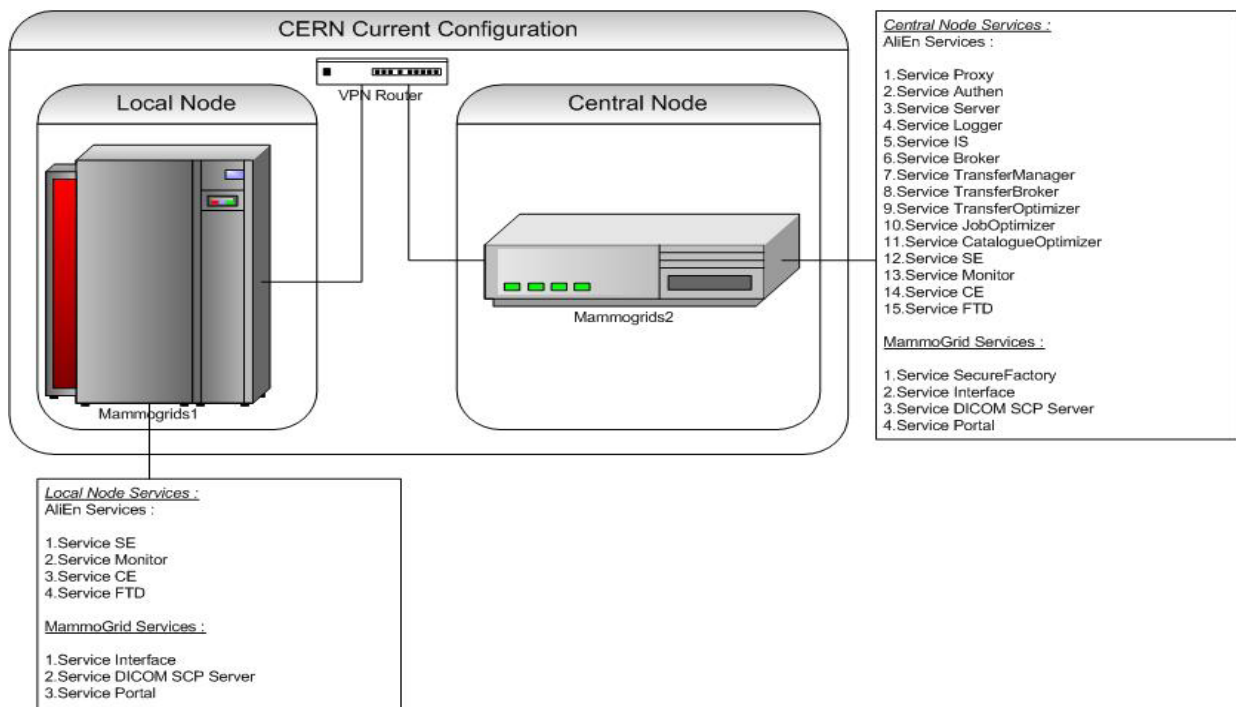 CERN Current Configuration
VPN Router
Local Node
Mammogrids1
Central Node
Mammogrids2
Central Node Services :
AliEn Services :
1.Service Proxy
2.Service Authen
3.Service Server
4.Service Logger
5.Service IS
6.Service Broker
7.Service TransferManager
8.Service TransferBroker
9.Service TransferOptimizer
10.Service JobOptimizer
11.Service CatalogueOptimizer
12.Service SE
13.Service Monitor
14.Service CE
15.Service FTD
MammoGrid Services :
1.Service SecureFactory
2.Service Interface
3.Service DICOM SCP Server
4.Service Portal
Local Node Services :
AliEn Services :
1.Service SE
2.Service Monitor
3.Service CE
4.Service FTD
MammoGrid Services :
1.Service Interface
2.Service DICOM SCP Server
3.Service Portal